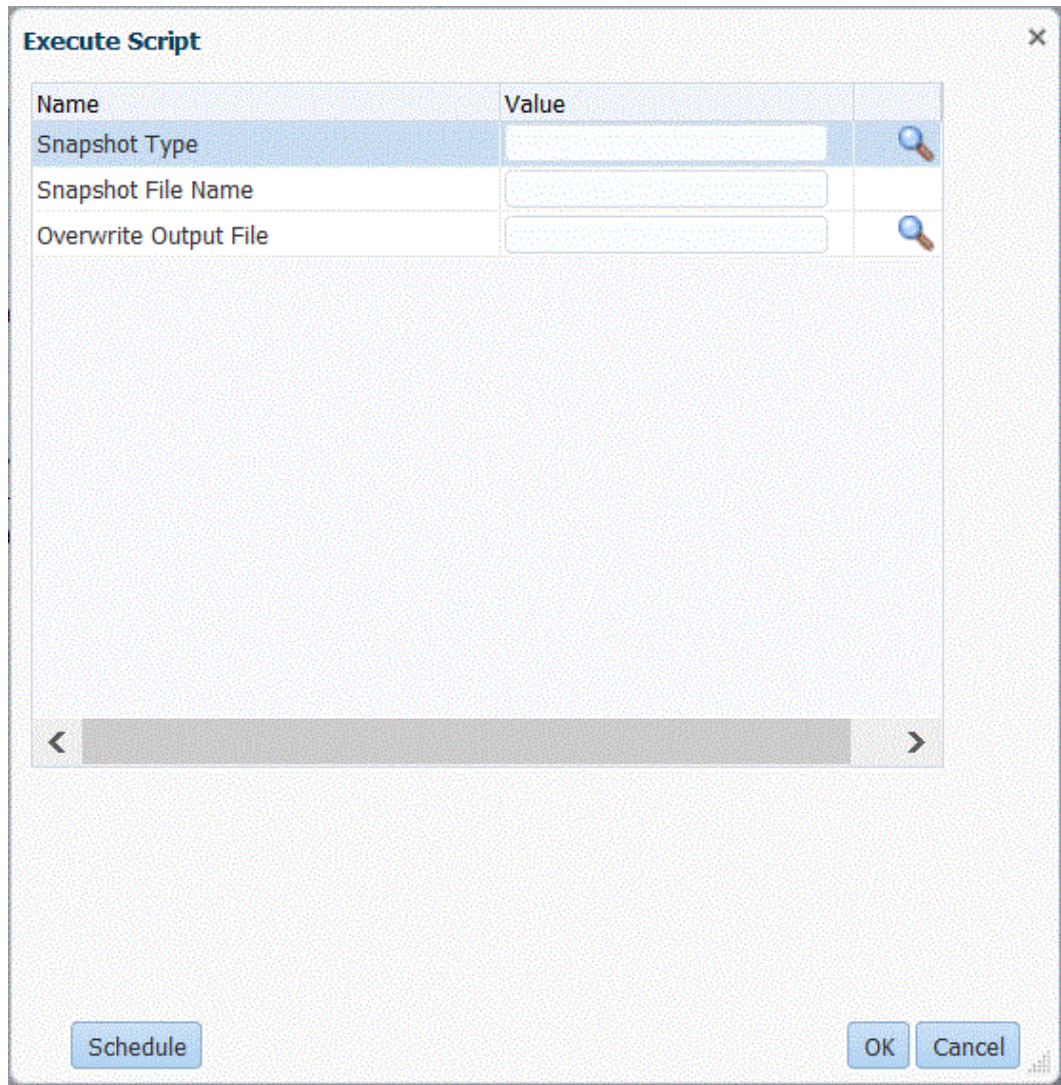 Execute Script
Name Value
Snapshot Type
Snapshot File Name
Overwrite Output File
Schedule OK Cancel